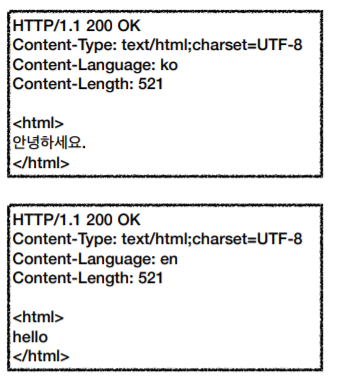 HTTP/1.1 200 OK
Content-Type: text/html;charset=UTF-8
Content-Language: ko
Content-Length: 521
<html>
안녕하세요.
</html>
HTTP/1.1 200 OK
Content-Type: text/html;charset=UTF-8
Content-Language: en
Content-Length: 521
<html>
hello
</html>